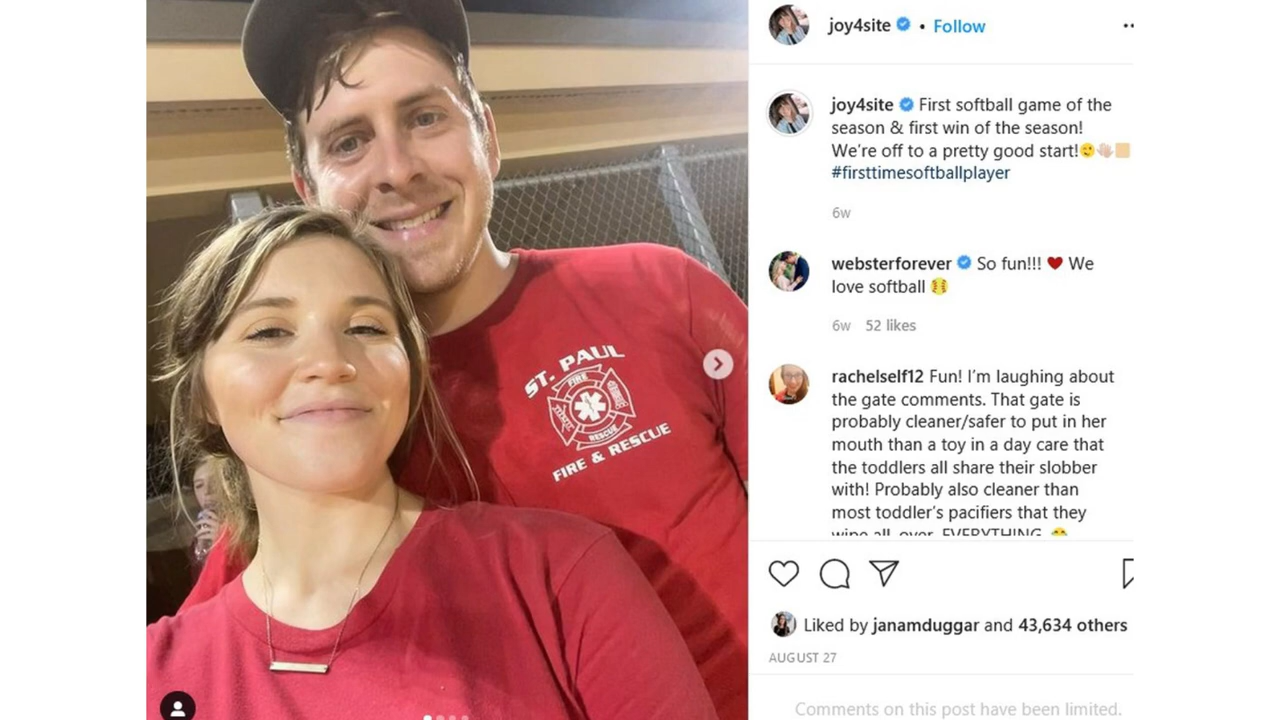 joy4site • Follow
joy4site First softball game of the
season & first win of the season!
We're off to a pretty good start!
#firsttimesoftballplayer
6w
websterforever So fun!!! ❤ We
love softball 🥎
6w 52 likes
rachelself12 Fun! I'm laughing about
the gate comments. That gate is
probably cleaner/safer to put in her
mouth than a toy in a day care that
the toddlers all share their slobber
with! Probably also cleaner than
most toddler's pacifiers that they
wipe all over EVERYTHING. 😂
Liked by janamduggar and 43,634 others
AUGUST 27
Comments on this post have been limited.
ST. PAUL
FIRE
RESCUE
FIRE & RESCUE